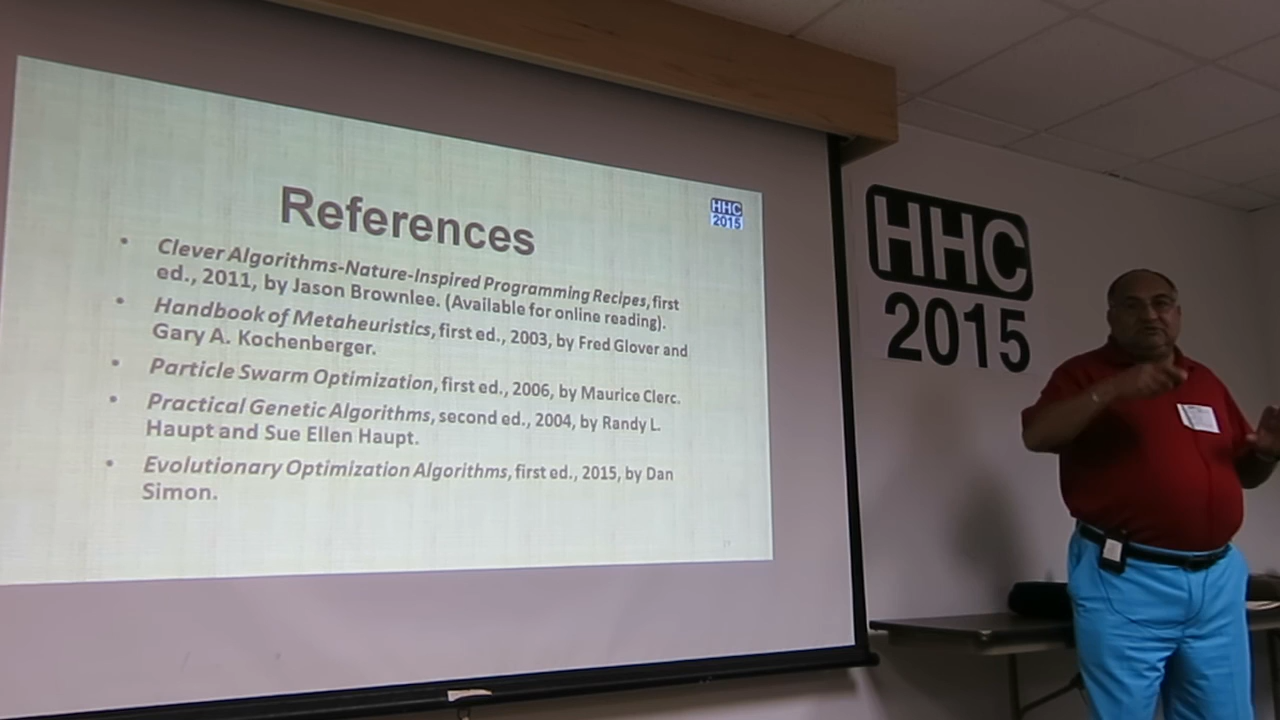 References
HHC
2015
• Clever Algorithms-Nature-Inspired Programming Recipes, first
ed., 2011, by Jason Brownlee. (Available for online reading).
• Handbook of Metaheuristics, first ed., 2003, by Fred Glover and
Gary A. Kochenberger.
• Particle Swarm Optimization, first ed., 2006, by Maurice Clerc.
• Practical Genetic Algorithms, second ed., 2004, by Randy L.
Haupt and Sue Ellen Haupt.
• Evolutionary Optimization Algorithms, first ed., 2015, by Dan
Simon.
HHC
2015